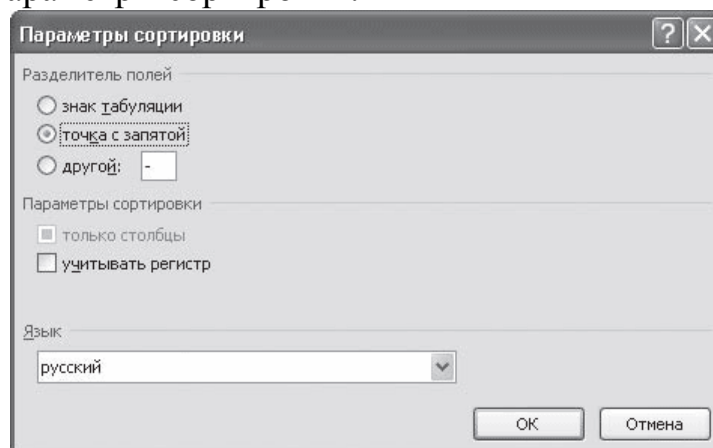 Параметры сортировки
Разделитель полей
знак табуляции
точка с запятой
другой: -
Параметры сортировки
только столбцы
учитывать регистр
Язык
русский
ОК Отмена